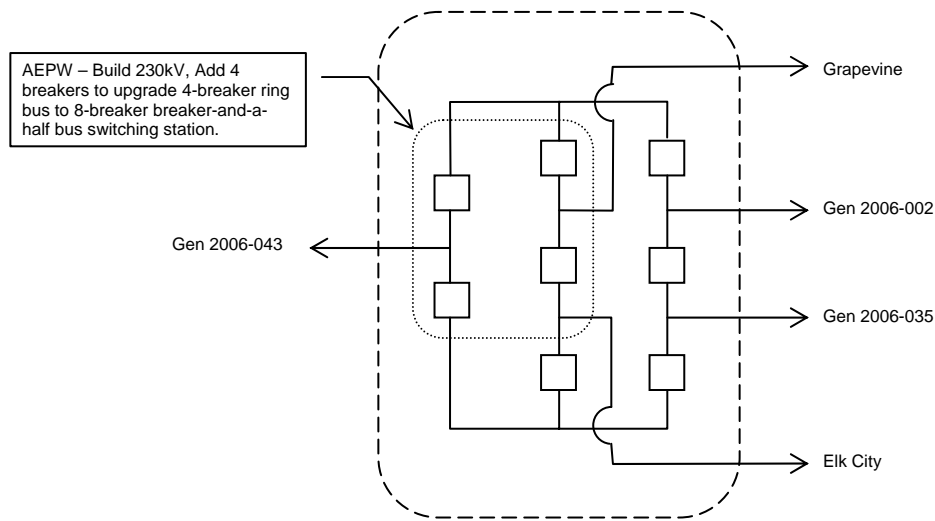 AEPW – Build 230kV, Add 4
breakers to upgrade 4-breaker ring
bus to 8-breaker breaker-and-a-
half bus switching station.
Grapevine
Gen 2006-002
Gen 2006-043
Gen 2006-035
Elk City